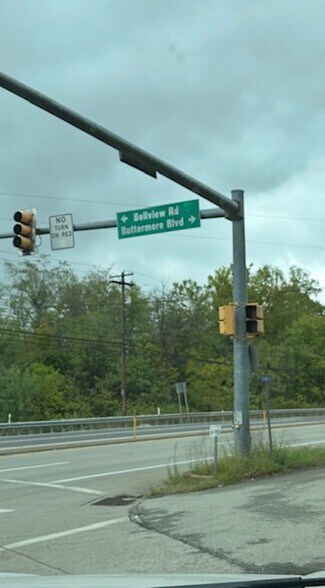 NO
TURN
ON RED
← Bellview Rd
Buttermore Blvd →